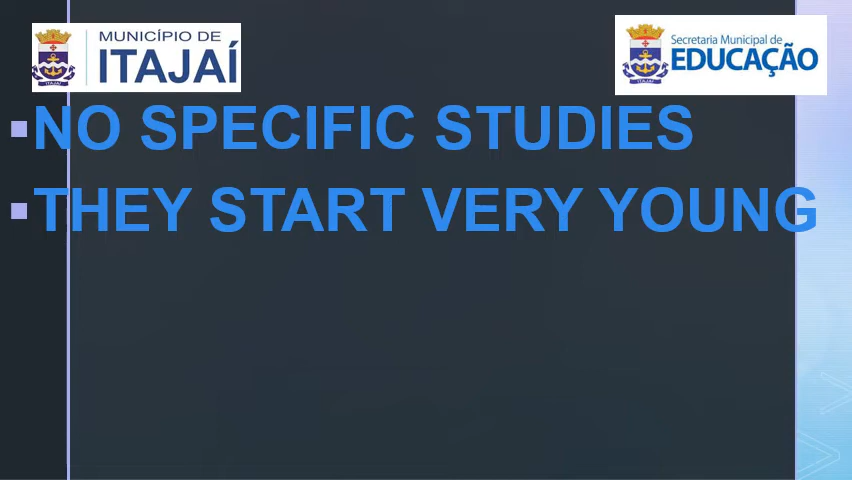 MUNICÍPIO DE
ITAJAÍ
Secretaria Municipal de
EDUCAÇÃO
NO SPECIFIC STUDIES
THEY START VERY YOUNG